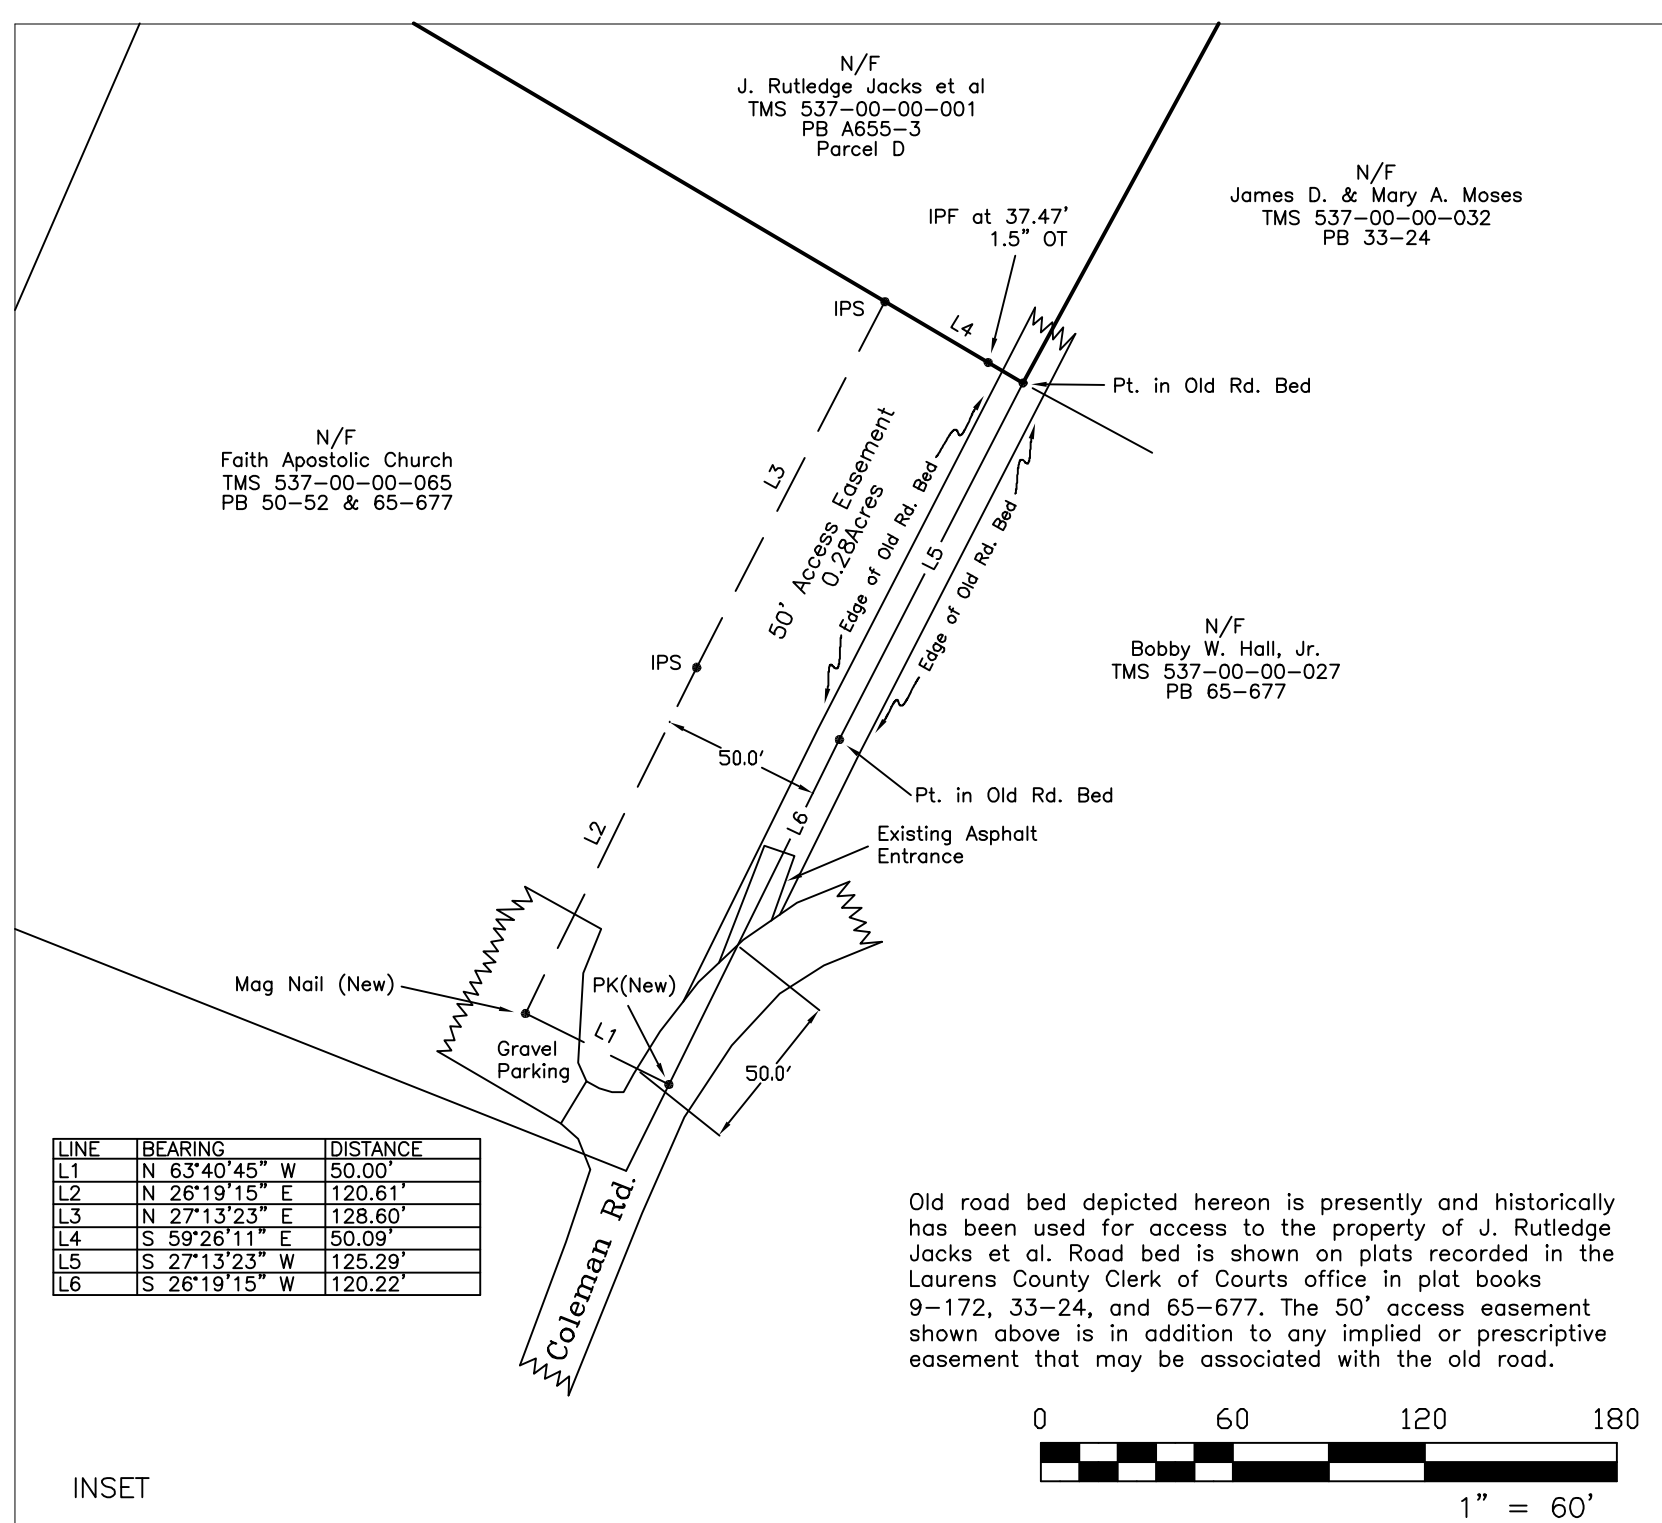 N/F
J. Rutledge Jacks et al
TMS 537-00-00-001
PB A655-3
Parcel D
N/F
James D. & Mary A. Moses
TMS 537-00-00-032
PB 33-24
IPF at 37.47'
1.5" OT
IPS
L4
Pt. in Old Rd. Bed
N/F
Faith Apostolic Church
TMS 537-00-00-065
PB 50-52 & 65-677
L3
50' Access Easement
0.28Acres
Edge of Old Rd. Bed
L5
Edge of Old Rd. Bed
N/F
Bobby W. Hall, Jr.
TMS 537-00-00-027
PB 65-677
IPS
50.0'
Pt. in Old Rd. Bed
L2
L6
Existing Asphalt
Entrance
Mag Nail (New)
PK(New)
L1
Gravel
Parking
50.0'
LINE BEARING DISTANCE
L1 N 63°40'45" W 50.00'
L2 N 26°19'15" E 120.61'
L3 N 27°13'23" E 128.60'
L4 S 59°26'11" E 50.09'
L5 S 27°13'23" W 125.29'
L6 S 26°19'15" W 120.22'
Coleman Rd.
Old road bed depicted hereon is presently and historically
has been used for access to the property of J. Rutledge
Jacks et al. Road bed is shown on plats recorded in the
Laurens County Clerk of Courts office in plat books
9-172, 33-24, and 65-677. The 50' access easement
shown above is in addition to any implied or prescriptive
easement that may be associated with the old road.
0 60 120 180
1" = 60'
INSET